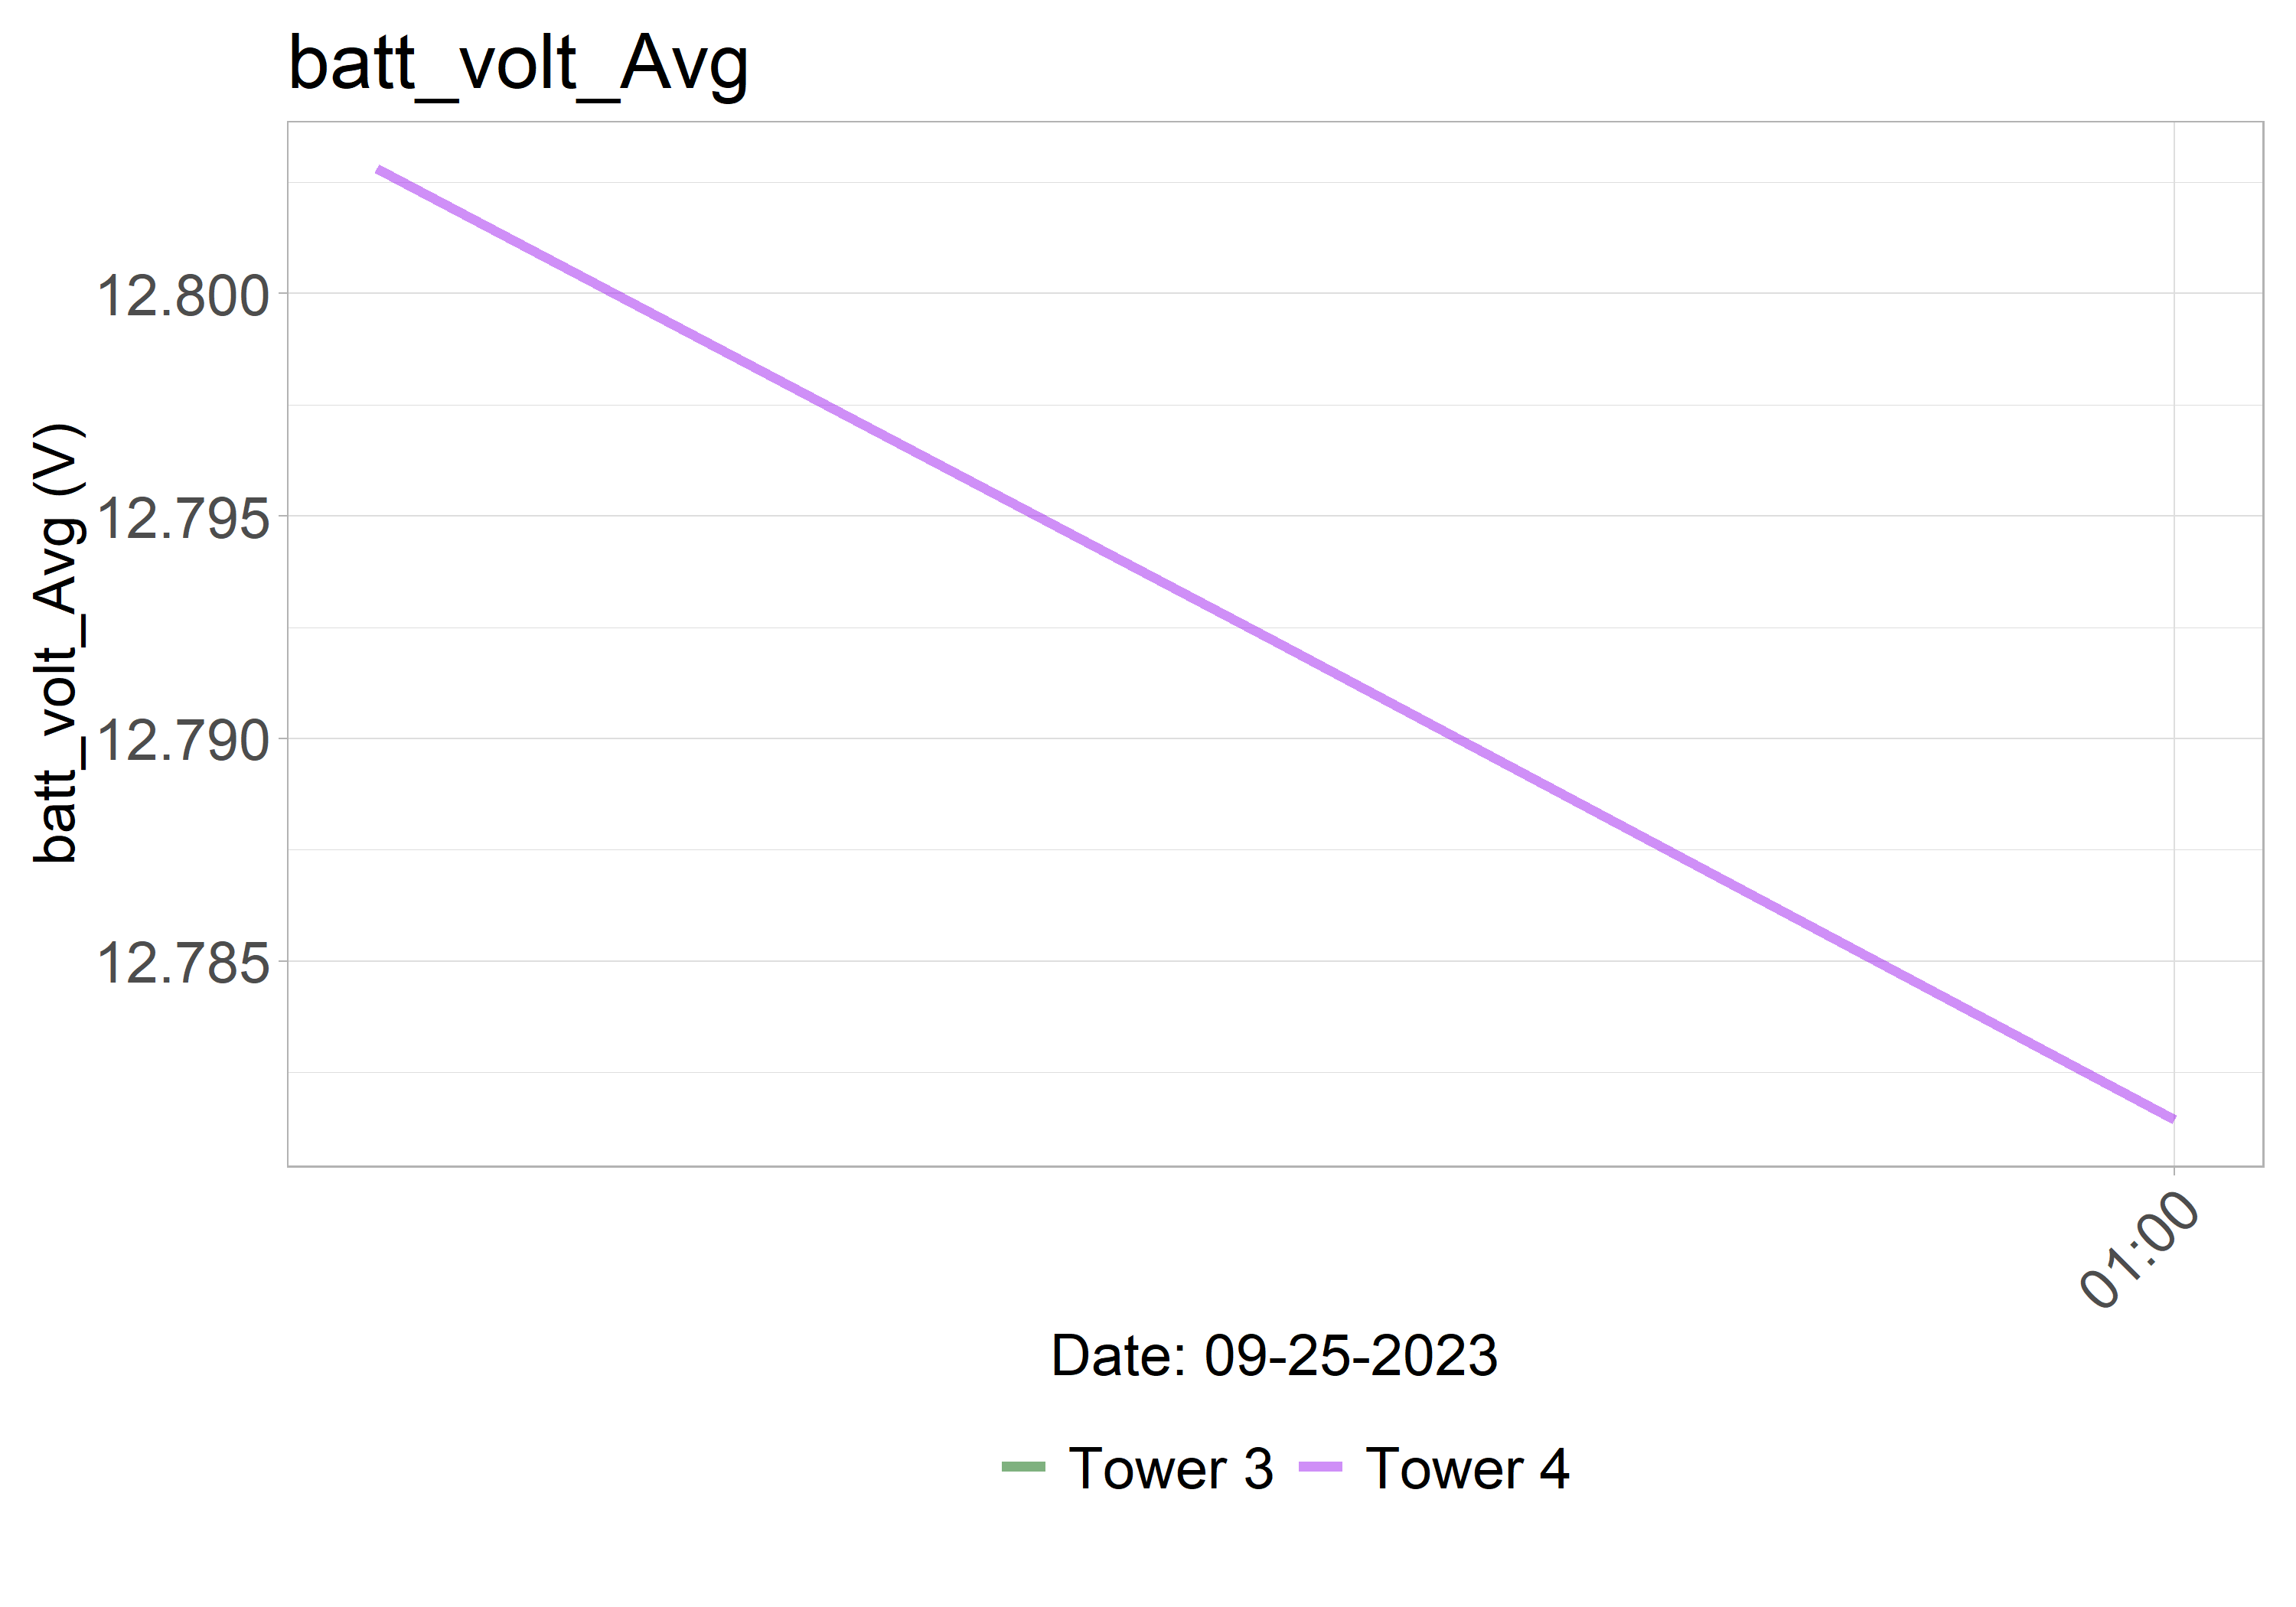 batt_volt_Avg
batt_volt_Avg (V)
12.800
12.795
12.790
12.785
01:00
Date: 09-25-2023
Tower 3 Tower 4